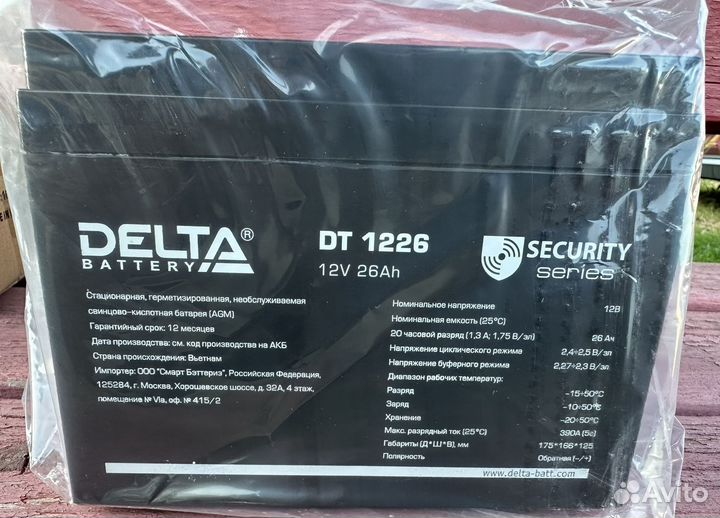 DELTA®
BATTERY
DT 1226
12V 26Ah
SECURITY
series
Стационарная, герметизированная, необслуживаемая
свинцово-кислотная батарея (AGM)
Гарантийный срок: 12 месяцев
Дата производства: см. код производства на АКБ
Страна происхождения: Вьетнам
Импортер: ООО "Смарт Бэттериз", Российская Федерация,
125284, г. Москва, Хорошевское шоссе, д. 32А, 4 этаж,
помещение № VIa, оф. № 415/2
Номинальное напряжение 12В
Номинальная емкость (25°С)
20 часовой разряд (1,3 А; 1,75 В/эл) 26 Ач
Напряжение циклического режима 2,4÷2,5 В/эл
Напряжение буферного режима 2,27÷2,3 В/эл
Диапазон рабочих температур:
Разряд -15÷50°С
Заряд -10÷50°С
Хранение -20÷50°С
Макс. разрядный ток (25°С) 390А (5с)
Габариты (Д*Ш*В), мм 175*166*125
Полярность Обратная (-/+)
www.delta-batt.com
Avito